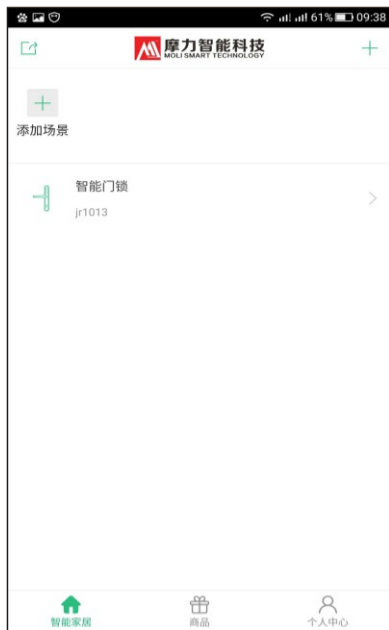 61% 09:38
摩力智能科技
MOLI SMART TECHNOLOGY
添加场景
智能门锁
jr1013
智能家居
商品
个人中心